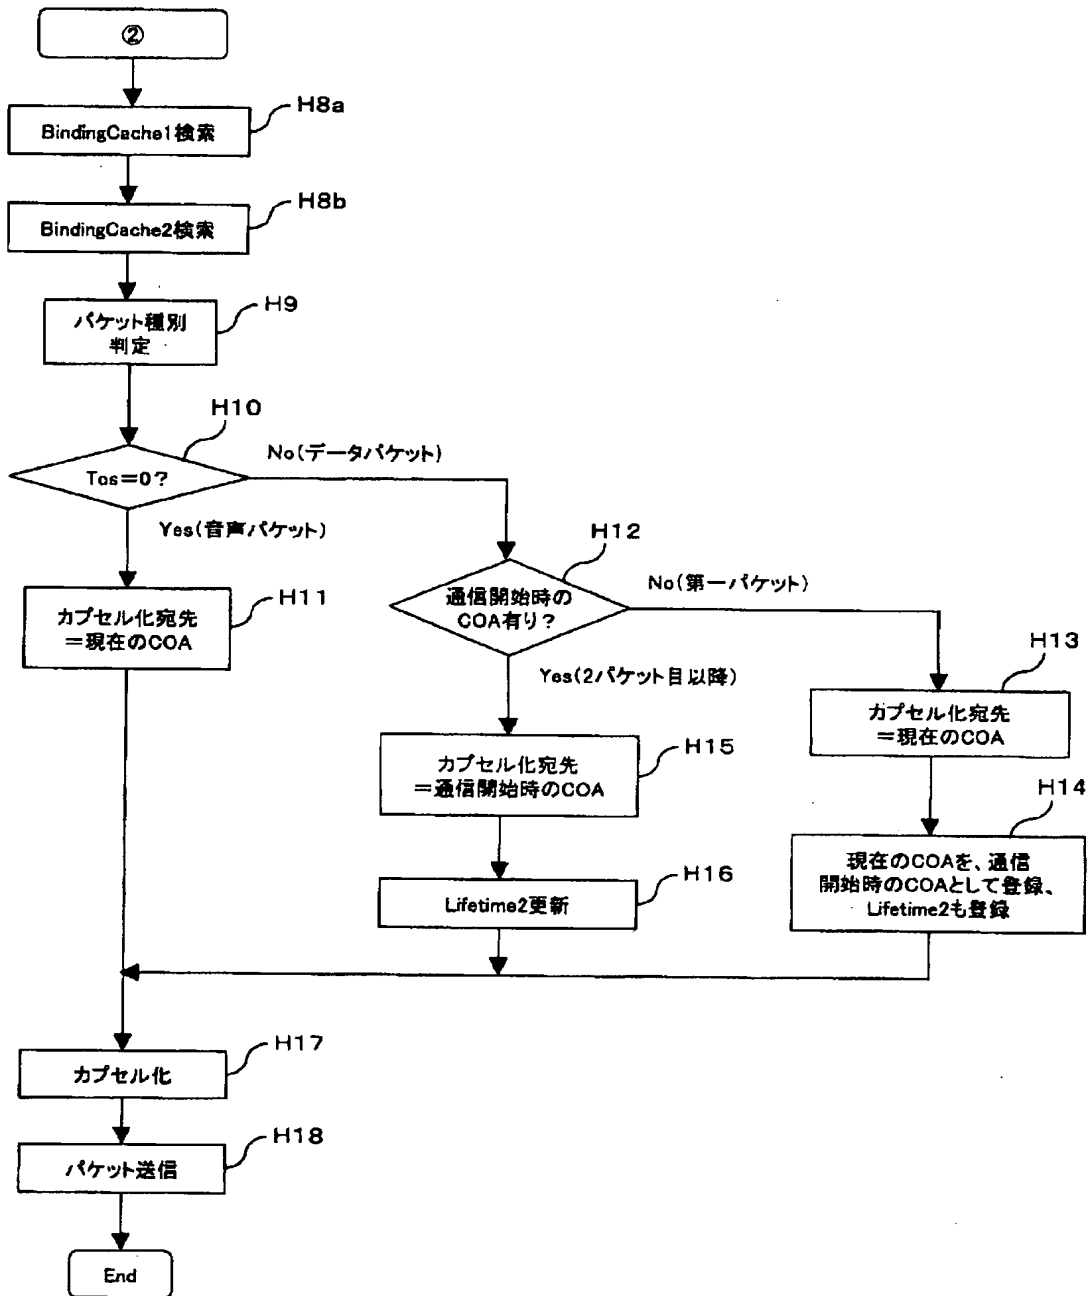 ②
H8a
BindingCache1検索
H8b
BindingCache2検索
H9
パケット種別
判定
H10
Tos=0?
No(データパケット)
Yes(音声パケット)
H12
通信開始時の
COA有り?
No(第一パケット)
H11
カプセル化宛先
=現在のCOA
Yes(2パケット目以降)
H13
カプセル化宛先
=現在のCOA
H15
カプセル化宛先
=通信開始時のCOA
H14
現在のCOAを、通信
開始時のCOAとして登録、
Lifetime2も登録
H16
Lifetime2更新
H17
カプセル化
H18
パケット送信
End